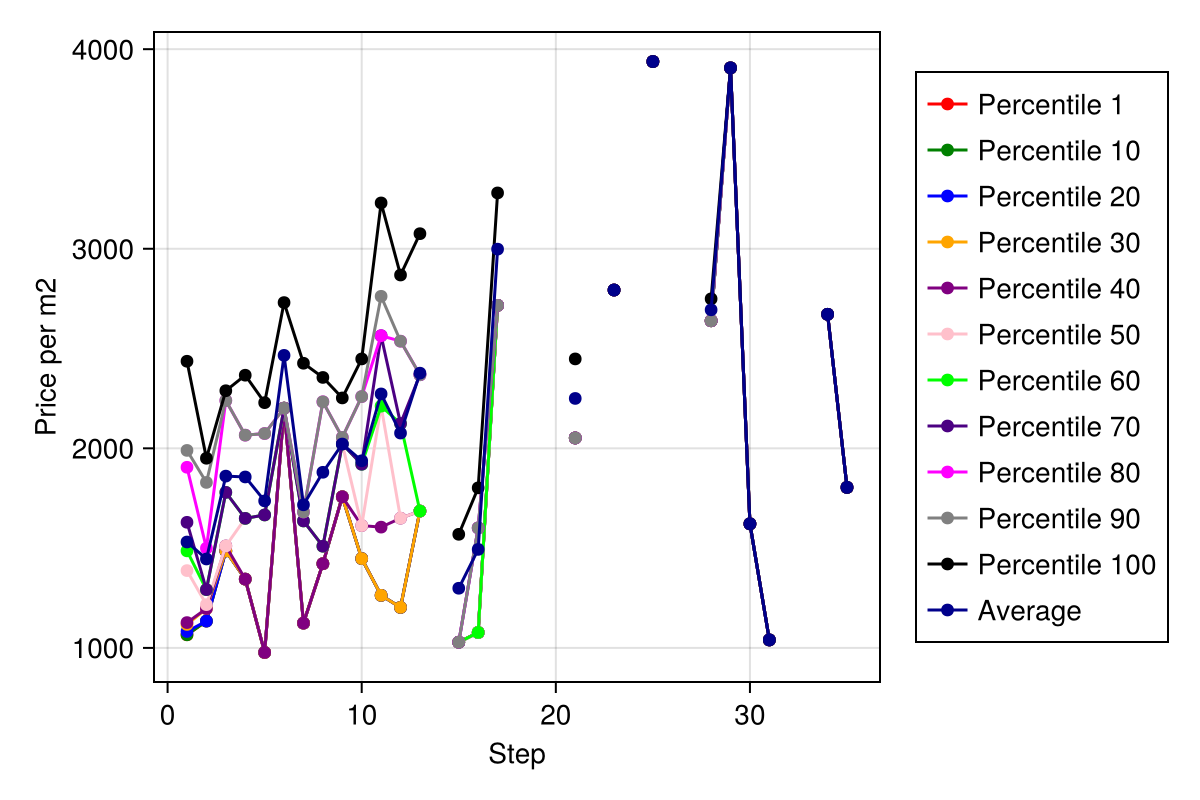 4000
3000
2000
1000
Price per m2
0 10 20 30
Step
Percentile 1
Percentile 10
Percentile 20
Percentile 30
Percentile 40
Percentile 50
Percentile 60
Percentile 70
Percentile 80
Percentile 90
Percentile 100
Average